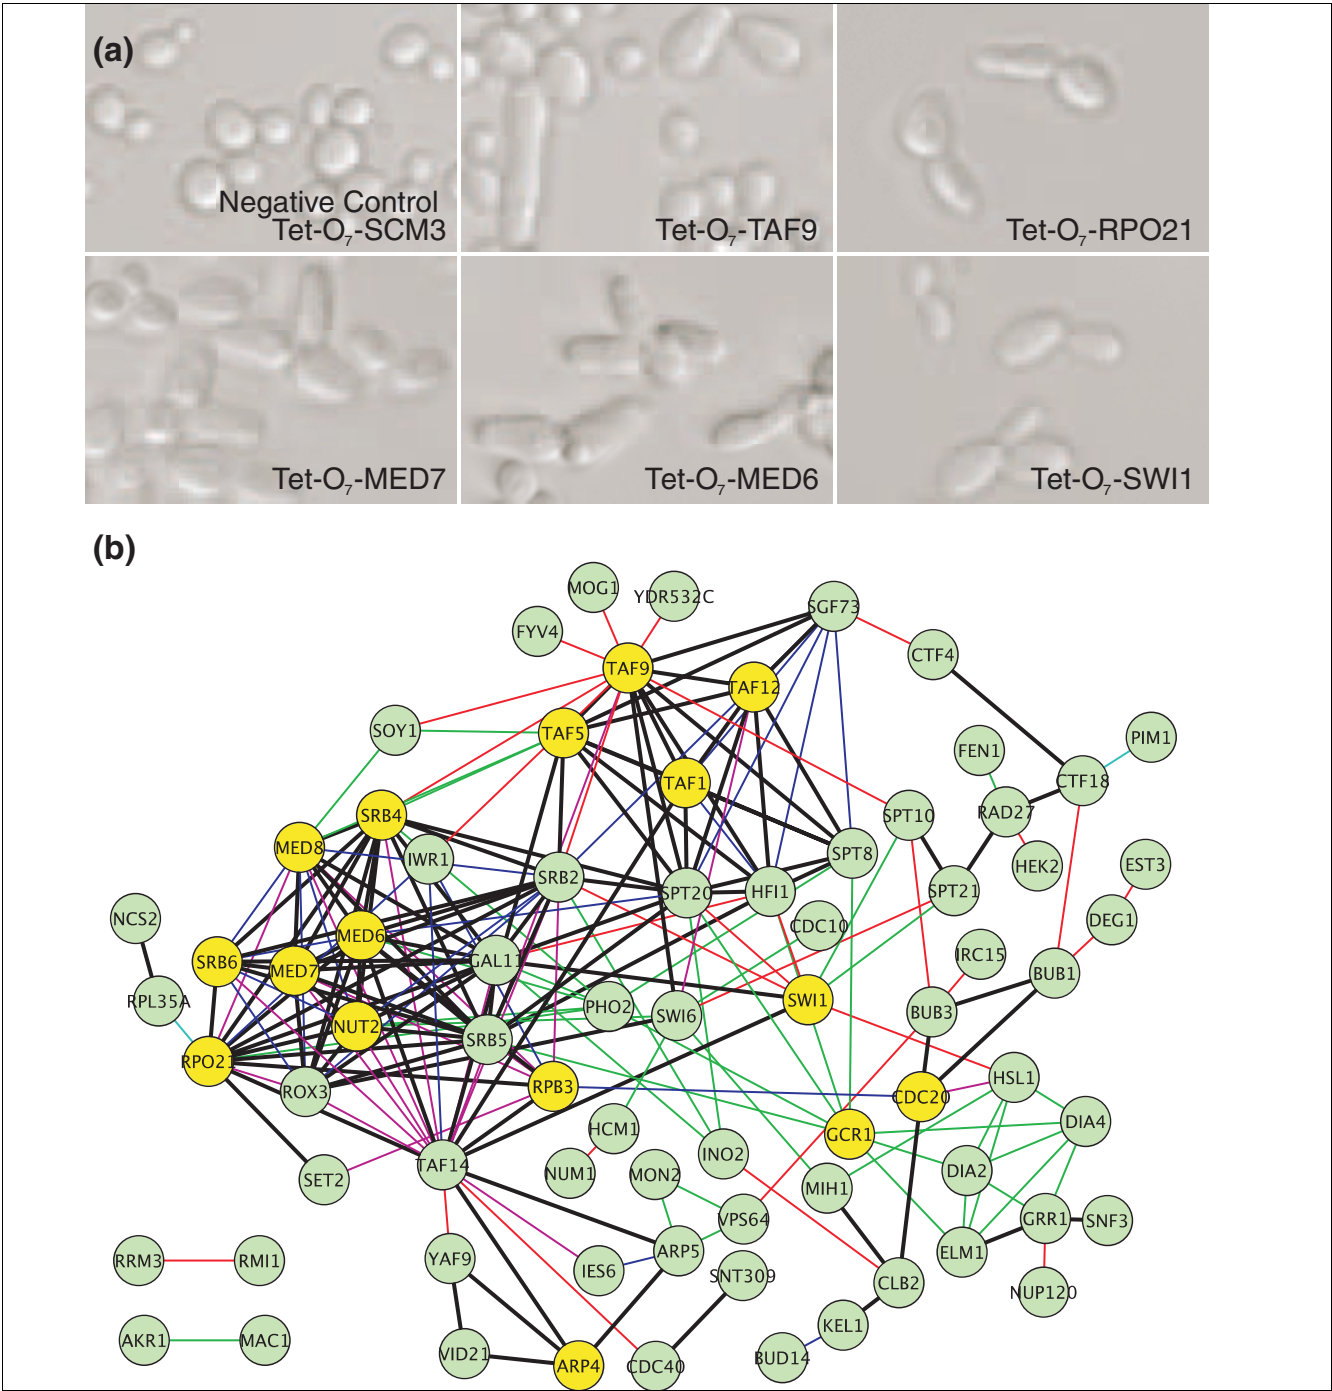 (a)
Negative Control
Tet-O7-SCM3
Tet-O7-TAF9
Tet-O7-RPO21
Tet-O7-MED7
Tet-O7-MED6
Tet-O7-SWI1
(b)
MOG1
YDR532C
SGF73
FYV4
CTF4
TAF9
TAF12
SOY1
TAF5
FEN1
PIM1
TAF1
CTF18
SRB4
SPT10
RAD27
MED8
IWR1
SPT8
HEK2
EST3
SRB2
SPT20
HFI1
SPT21
NCS2
CDC10
DEG1
MED6
SRB6
MED7
GAL11
IRC15
BUB1
RPL35A
PHO2
SWI6
SWI1
BUB3
NUT2
SRB5
RPO21
ROX3
RPB3
CDC20
HSL1
HCM1
GCR1
DIA4
TAF14
SET2
NUM1
MON2
INO2
MIH1
DIA2
VPS64
GRR1
SNF3
RRM3
RMI1
YAF9
IES6
ARP5
SNT309
CLB2
ELM1
NUP120
AKR1
MAC1
VID21
ARP4
CDC40
KEL1
BUD14